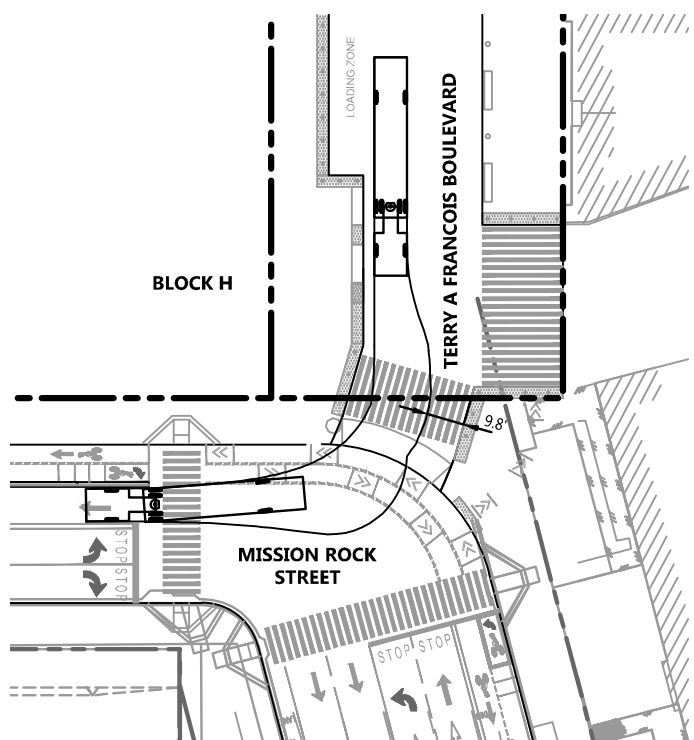 LOADING ZONE
TERRY A FRANCOIS BOULEVARD
BLOCK H
9.8'
STOP STOP
MISSION ROCK
STREET
STOP STOP